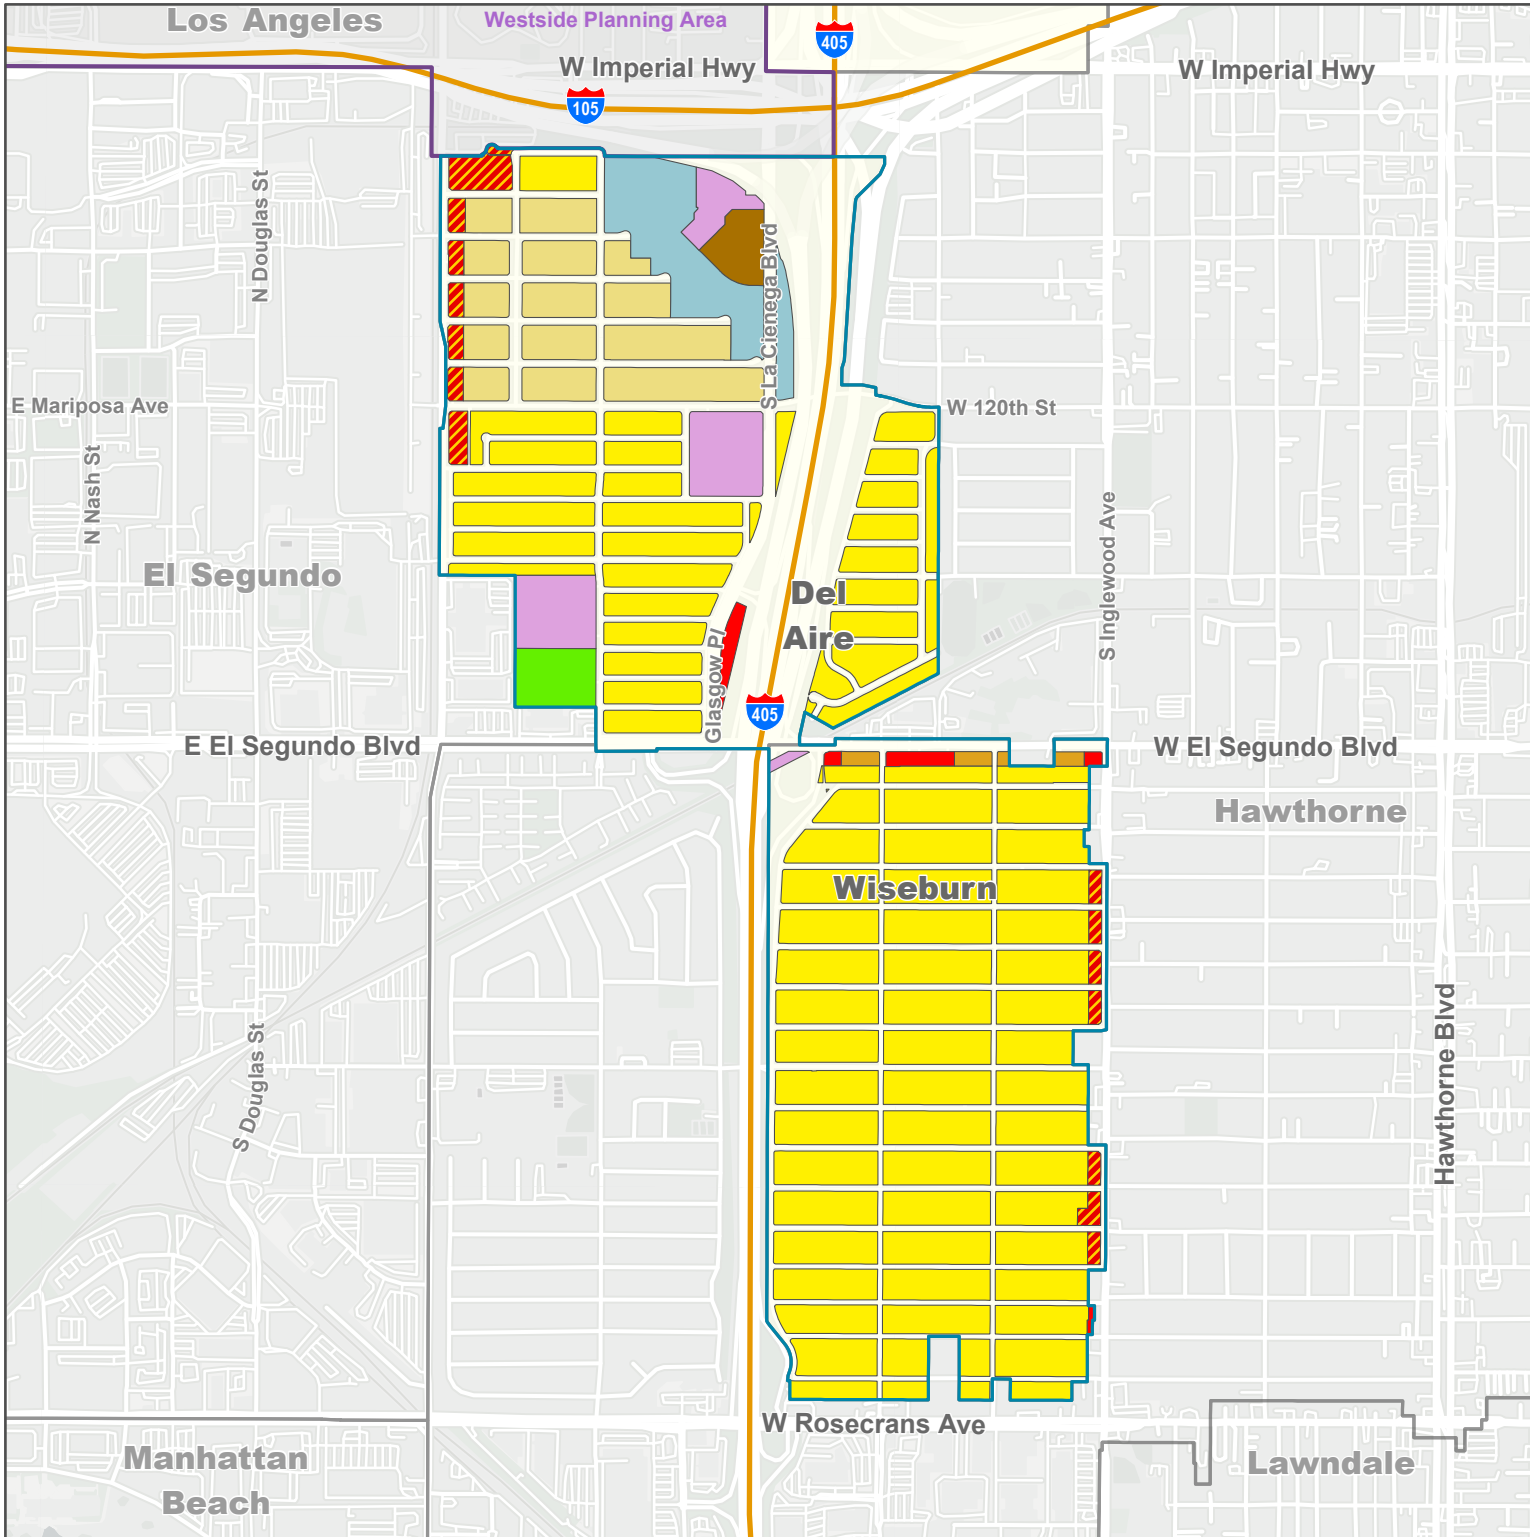 Los Angeles
Westside Planning Area
405
W Imperial Hwy
W Imperial Hwy
105
N Douglas St
S La Cienega Blvd
E Mariposa Ave
W 120th St
N Nash St
S Inglewood Ave
El Segundo
Del
Aire
Glasgow Pl
405
E El Segundo Blvd
W El Segundo Blvd
Hawthorne
Wiseburn
S Douglas St
Hawthorne Blvd
W Rosecrans Ave
Manhattan
Beach
Lawndale